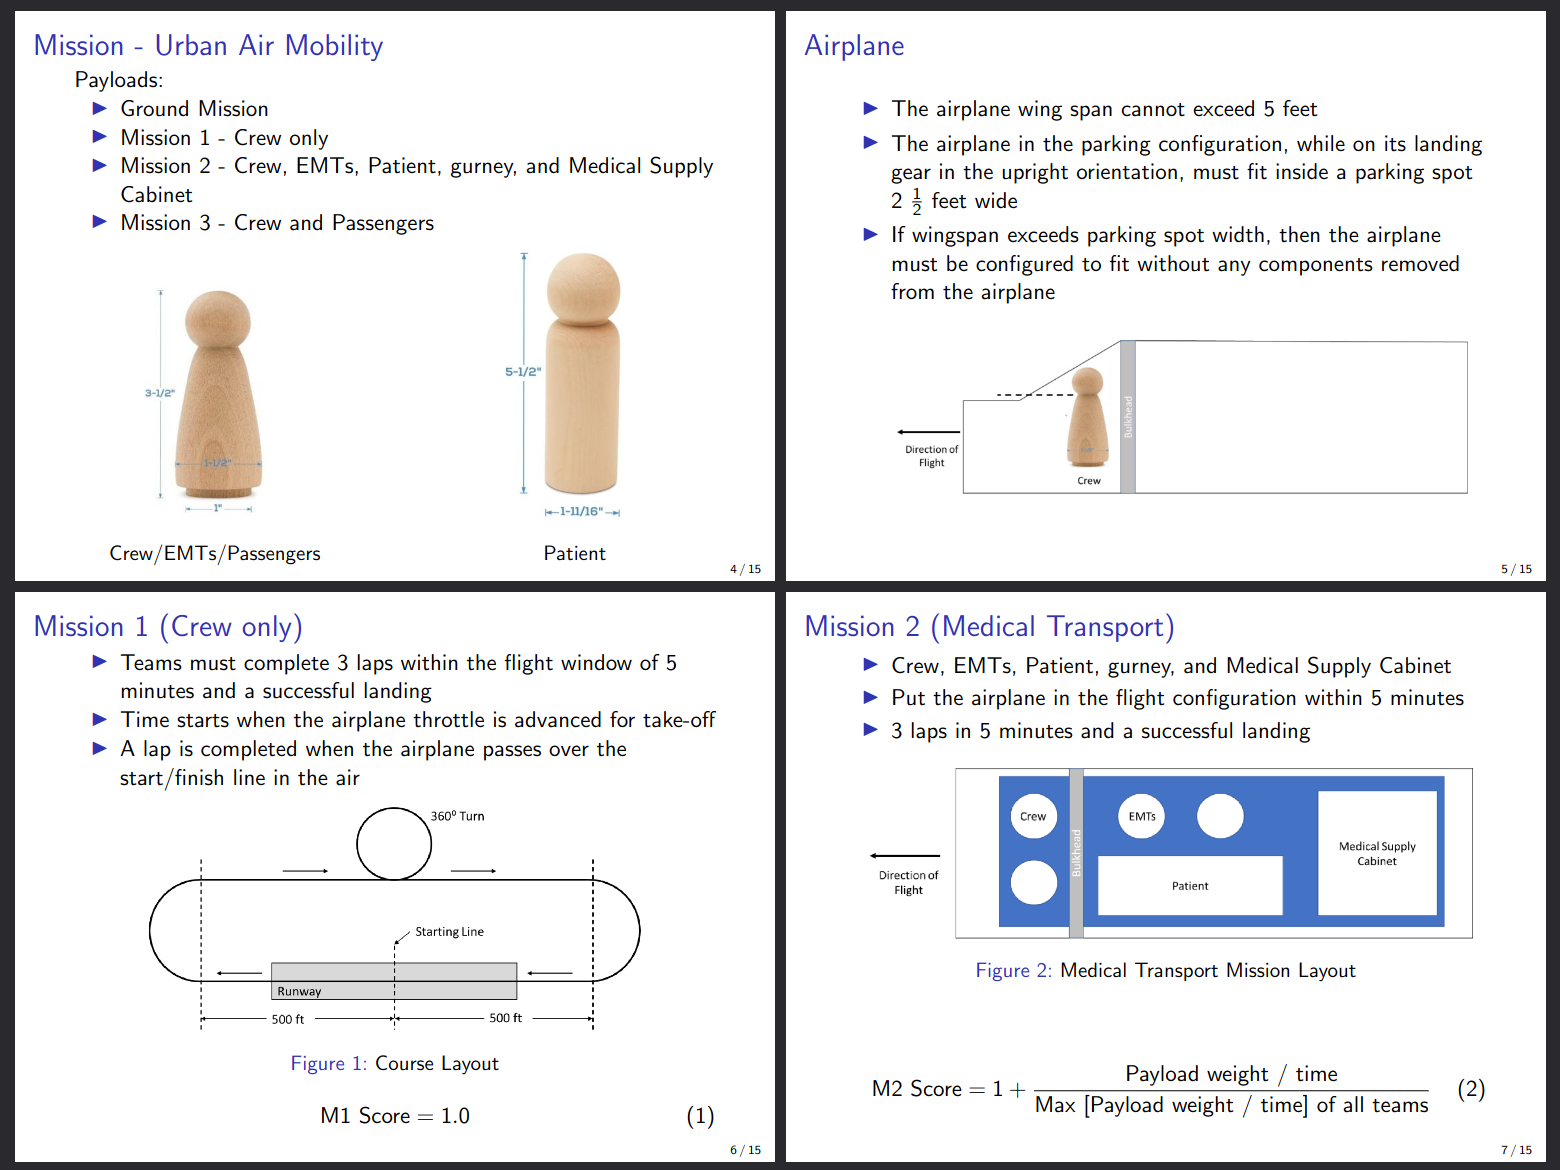 Mission - Urban Air Mobility
Payloads:
▶ Ground Mission
▶ Mission 1 - Crew only
▶ Mission 2 - Crew, EMTs, Patient, gurney, and Medical Supply
Cabinet
▶ Mission 3 - Crew and Passengers
3-1/2"
1-1/2"
1"
5-1/2"
1-11/16"
Crew/EMTs/Passengers
Patient
4 / 15
Airplane
▶ The airplane wing span cannot exceed 5 feet
▶ The airplane in the parking configuration, while on its landing
gear in the upright orientation, must fit inside a parking spot
2 1/2 feet wide
▶ If wingspan exceeds parking spot width, then the airplane
must be configured to fit without any components removed
from the airplane
Direction of
Flight
Crew
Bulkhead
5 / 15
Mission 1 (Crew only)
▶ Teams must complete 3 laps within the flight window of 5
minutes and a successful landing
▶ Time starts when the airplane throttle is advanced for take-off
▶ A lap is completed when the airplane passes over the
start/finish line in the air
360⁰ Turn
Starting Line
Runway
500 ft
500 ft
Figure 1: Course Layout
M1 Score = 1.0 (1)
6 / 15
Mission 2 (Medical Transport)
▶ Crew, EMTs, Patient, gurney, and Medical Supply Cabinet
▶ Put the airplane in the flight configuration within 5 minutes
▶ 3 laps in 5 minutes and a successful landing
Direction of
Flight
Crew
Bulkhead
EMTs
Patient
Medical Supply
Cabinet
Figure 2: Medical Transport Mission Layout
Payload weight / time
M2 Score = 1 + (2)
Max [Payload weight / time] of all teams
7 / 15